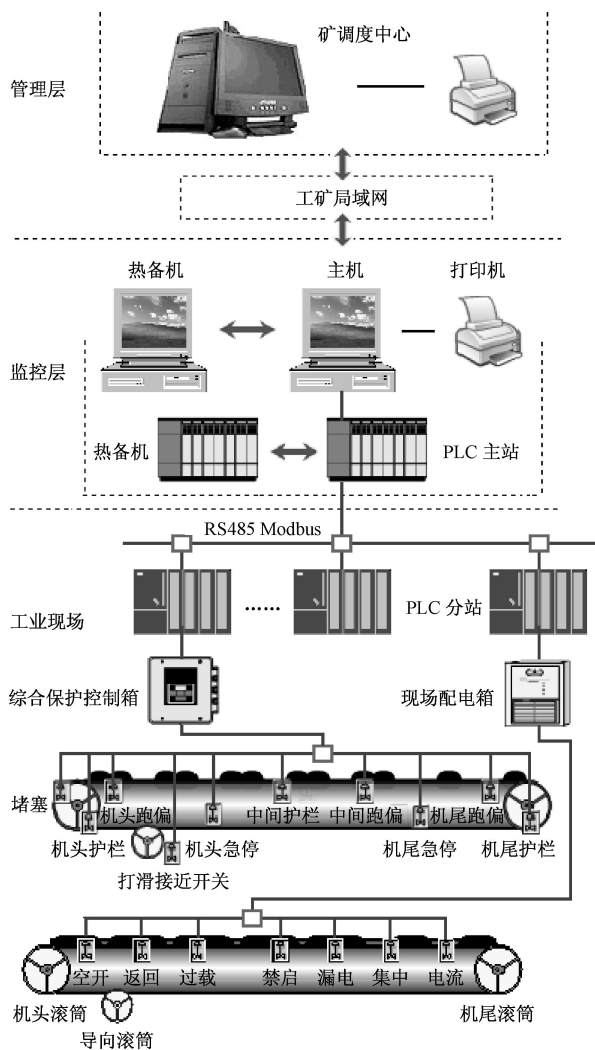 矿调度中心
管理层
工矿局域网
热备机
主机
打印机
监控层
热备机
PLC 主站
RS485 Modbus
工业现场
……
PLC 分站
综合保护控制箱
现场配电箱
堵塞
机头跑偏
中间护栏
中间跑偏
机尾跑偏
机头护栏
机头急停
机尾急停
机尾护栏
打滑接近开关
空开
返回
过载
禁启
漏电
集中
电流
机头滚筒
机尾滚筒
导向滚筒